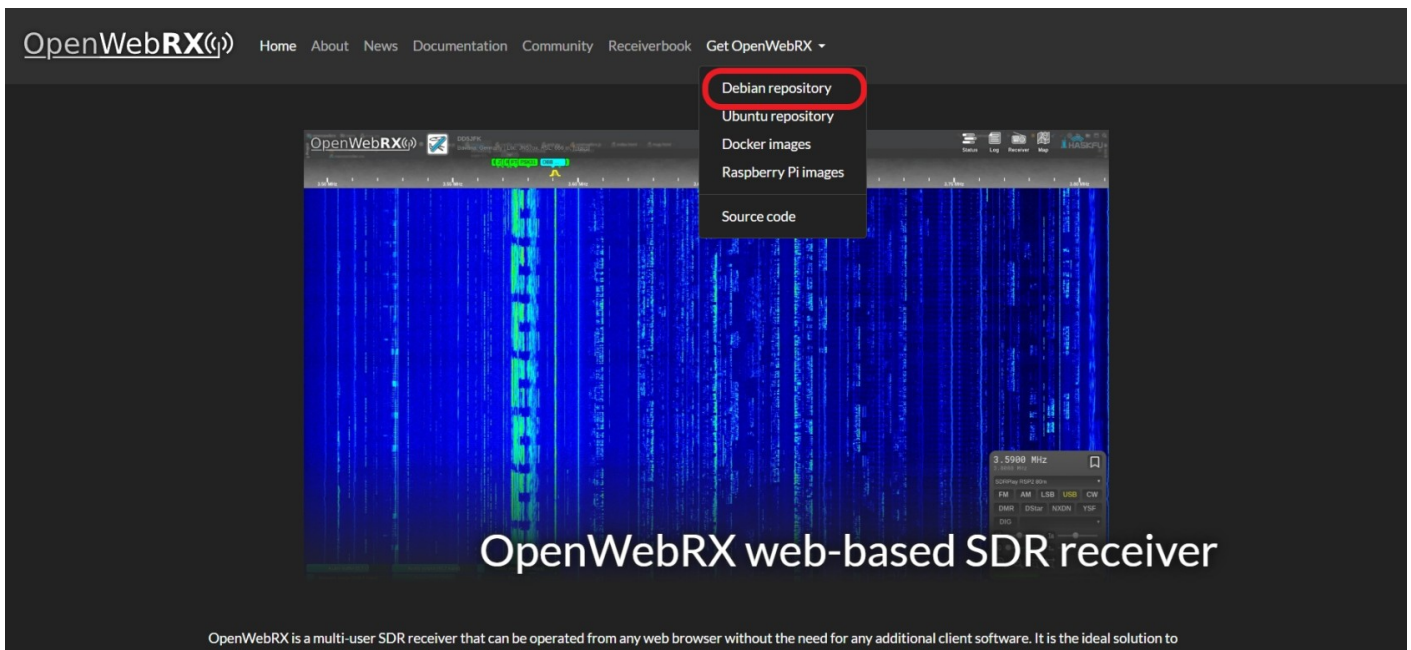 OpenWebRX
Home About News Documentation Community Receiverbook Get OpenWebRX
Debian repository
Ubuntu repository
Docker images
Raspberry Pi images
Source code
OpenWebRX
Status Log Receiver Map
3.5900 MHz
SDRPlay RSP2 80m
FM AM LSB USB CW
DMR DStar NXDN YSF
DIG
OpenWebRX web-based SDR receiver
OpenWebRX is a multi-user SDR receiver that can be operated from any web browser without the need for any additional client software. It is the ideal solution to